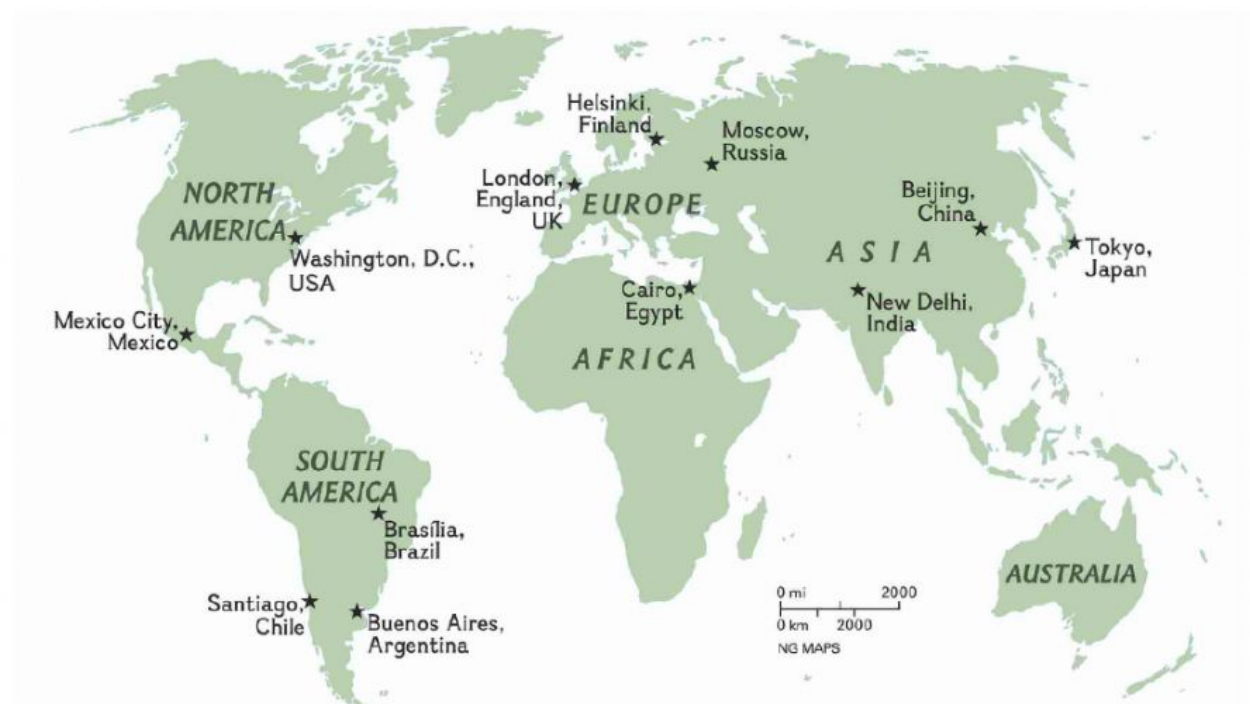 Helsinki,
Finland
Moscow,
Russia
London,
England,
UK
EUROPE
NORTH
AMERICA
Washington, D.C.,
USA
Beijing,
China
ASIA
Tokyo,
Japan
Cairo,
Egypt
New Delhi,
India
Mexico City,
Mexico
AFRICA
SOUTH
AMERICA
Brasília,
Brazil
AUSTRALIA
Santiago,
Chile
Buenos Aires,
Argentina
0 mi 2000
0 km 2000
NG MAPS